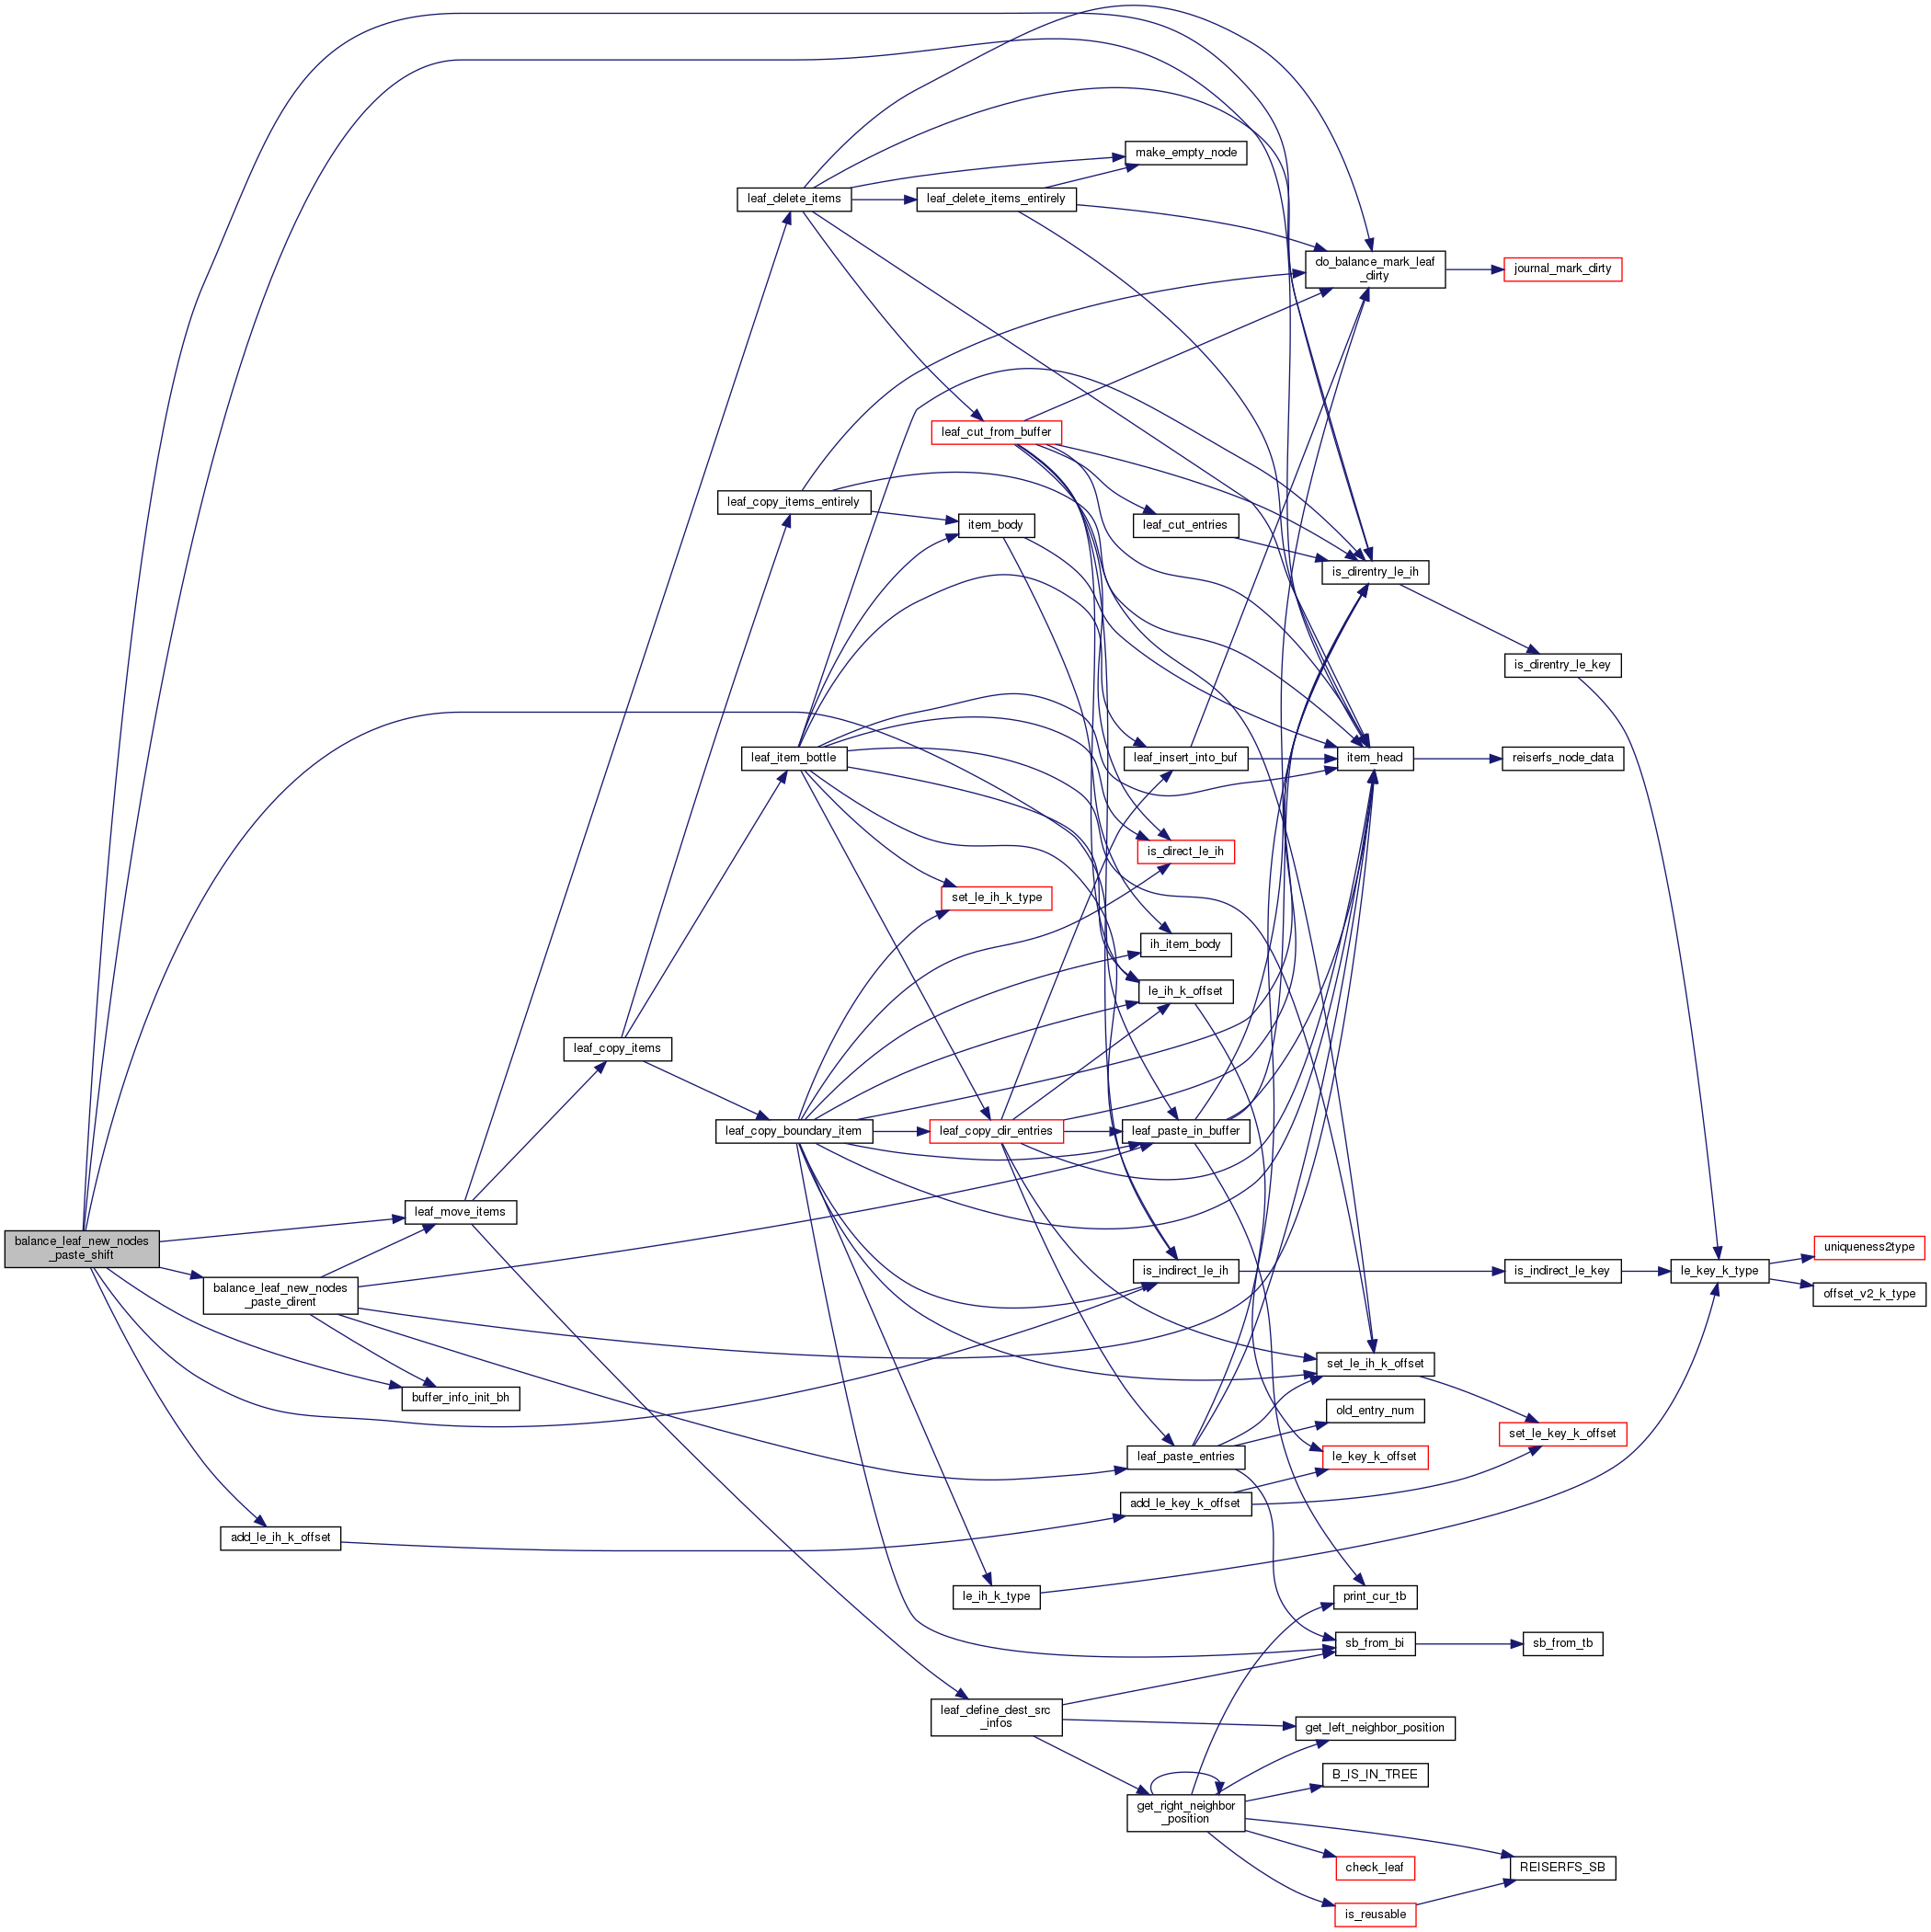 make_empty_node
leaf_delete_items
leaf_delete_items_entirely
do_balance_mark_leaf
_dirty
journal_mark_dirty
leaf_cut_from_buffer
leaf_copy_items_entirely
item_body
leaf_cut_entries
is_direntry_le_ih
is_direntry_le_key
leaf_item_bottle
leaf_insert_into_buf
item_head
reiserfs_node_data
is_direct_le_ih
set_le_ih_k_type
ih_item_body
le_ih_k_offset
leaf_copy_items
leaf_copy_boundary_item
leaf_copy_dir_entries
leaf_paste_in_buffer
leaf_move_items
balance_leaf_new_nodes
_paste_shift
is_indirect_le_ih
is_indirect_le_key
le_key_k_type
uniqueness2type
offset_v2_k_type
balance_leaf_new_nodes
_paste_dirent
set_le_ih_k_offset
buffer_info_init_bh
old_entry_num
set_le_key_k_offset
leaf_paste_entries
le_key_k_offset
add_le_key_k_offset
add_le_ih_k_offset
le_ih_k_type
print_cur_tb
sb_from_bi
sb_from_tb
leaf_define_dest_src
_infos
get_left_neighbor_position
B_IS_IN_TREE
get_right_neighbor
_position
check_leaf
REISERFS_SB
is_reusable